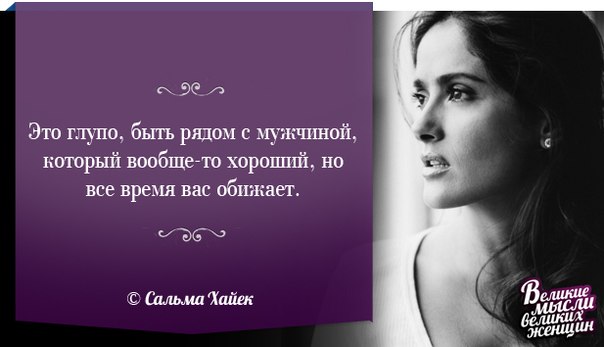 Это глупо, быть рядом с мужчиной,
который вообще-то хороший, но
все время вас обижает.
© Сальма Хайек
Великие
мысли
великих
женщин